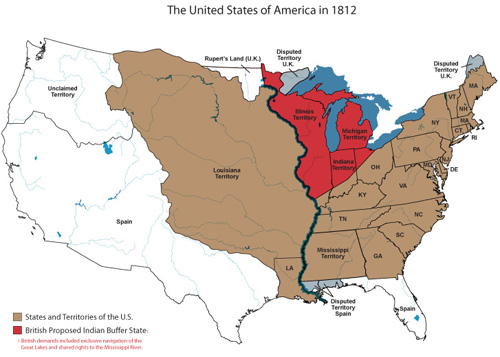 The United States of America in 1812
Rupert's Land (U.K.)
Disputed
Territory
U.K.
Disputed
Territory
U.K.
Unclaimed
Territory
Illinois
Territory
Michigan
Territory
Indiana
Territory
Louisiana
Territory
Spain
MA
VT
NH
NY
MA
CT
RI
PA
NJ
MD
DE
OH
VA
KY
NC
TN
SC
Mississippi
Territory
GA
LA
Disputed
Territory
Spain
Spain
States and Territories of the U.S.
British Proposed Indian Buffer State
British demands included exclusive navigation of the
Great Lakes and shared rights to the Mississippi River.